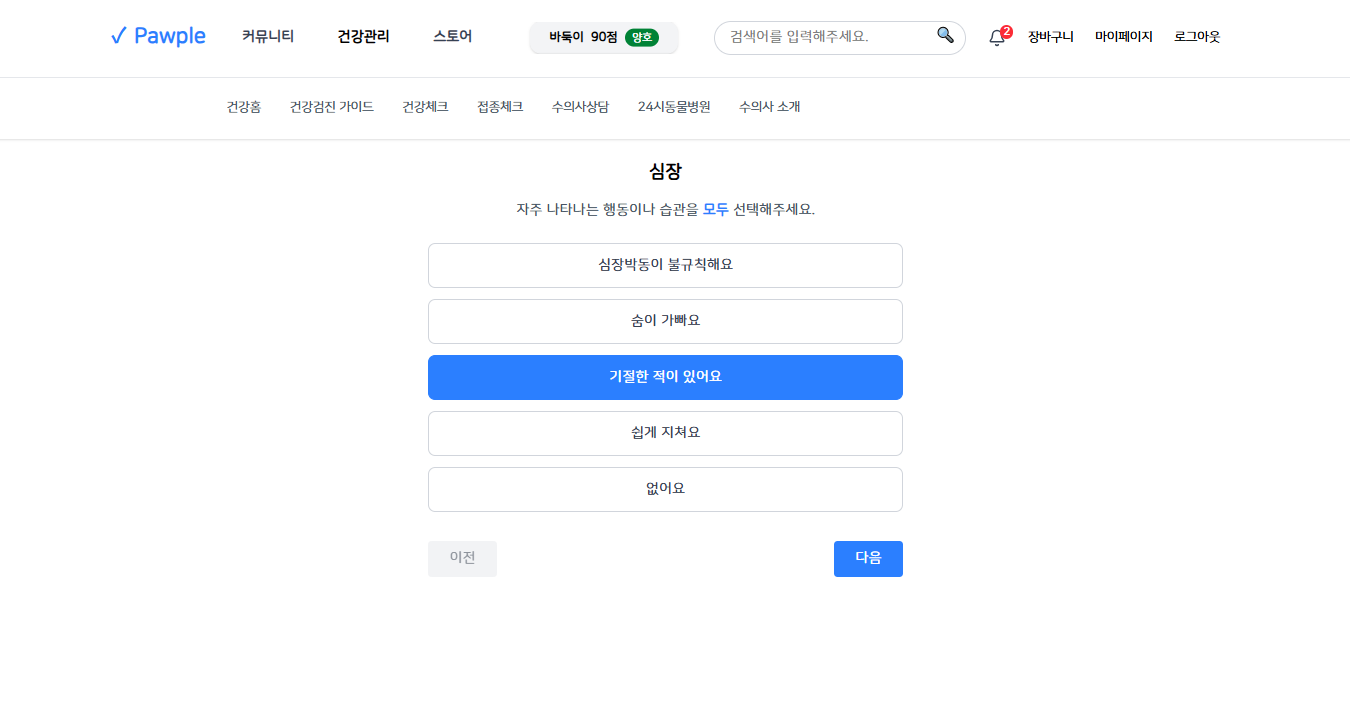 ✓ Pawple 커뮤니티 건강관리 스토어 바둑이 90점 양호 검색어를 입력해주세요. 2 장바구니 마이페이지 로그아웃
건강홈 건강검진 가이드 건강체크 접종체크 수의사상담 24시동물병원 수의사 소개
심장
자주 나타나는 행동이나 습관을 모두 선택해주세요.
심장박동이 불규칙해요
숨이 가빠요
기절한 적이 있어요
쉽게 지쳐요
없어요
이전 다음